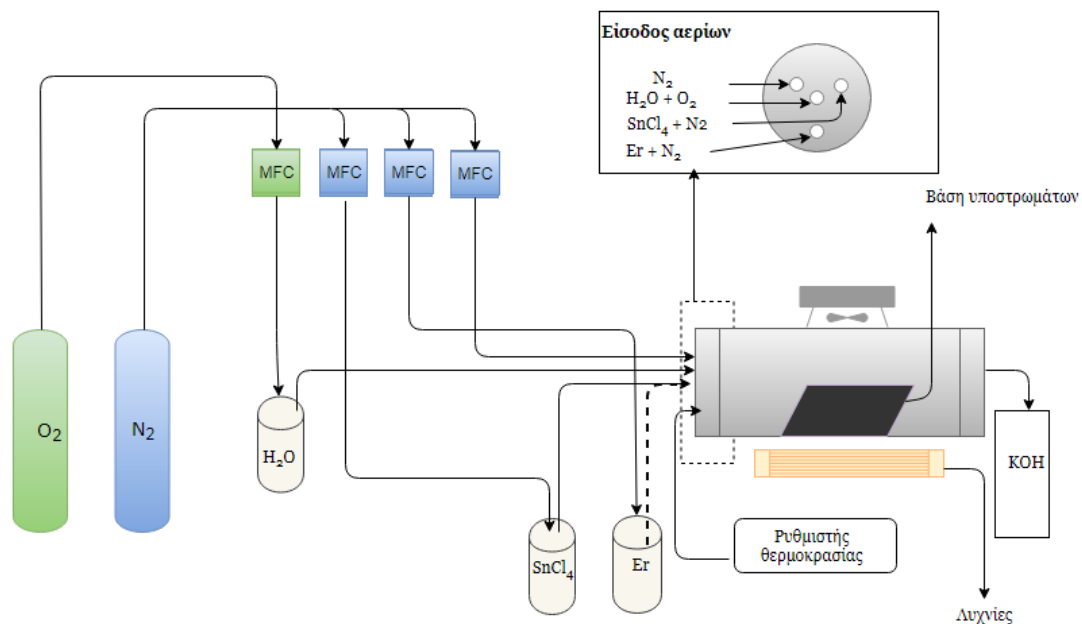 Είσοδος αερίων
N₂
H₂O + O₂
SnCl₄ + N2
Er + N₂
MFC
MFC
MFC
MFC
Βάση υποστρωμάτων
O₂
N₂
H₂O
SnCl₄
Er
KOH
Ρυθμιστής
θερμοκρασίας
Λυχνίες